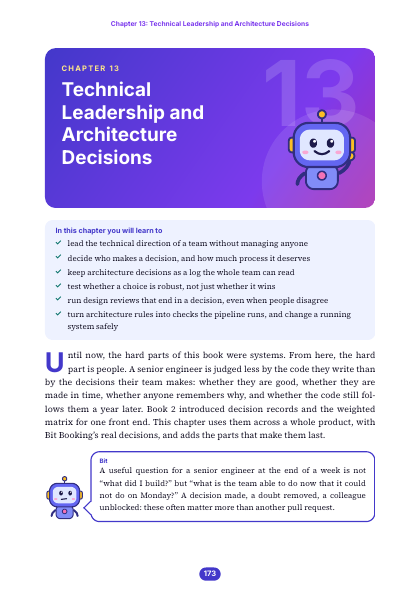 Chapter 13: Technical Leadership and Architecture Decisions
CHAPTER 13
13
Technical
Leadership and
Architecture
Decisions
In this chapter you will learn to
✓ lead the technical direction of a team without managing anyone
✓ decide who makes a decision, and how much process it deserves
✓ keep architecture decisions as a log the whole team can read
✓ test whether a choice is robust, not just whether it wins
✓ run design reviews that end in a decision, even when people disagree
✓ turn architecture rules into checks the pipeline runs, and change a running
system safely
Until now, the hard parts of this book were systems. From here, the hard
part is people. A senior engineer is judged less by the code they write than
by the decisions their team makes: whether they are good, whether they are
made in time, whether anyone remembers why, and whether the code still fol-
lows them a year later. Book 2 introduced decision records and the weighted
matrix for one front end. This chapter uses them across a whole product, with
Bit Booking’s real decisions, and adds the parts that make them last.
Bit
A useful question for a senior engineer at the end of a week is not
“what did I build?” but “what is the team able to do now that it could
not do on Monday?” A decision made, a doubt removed, a colleague
unblocked: these often matter more than another pull request.
173